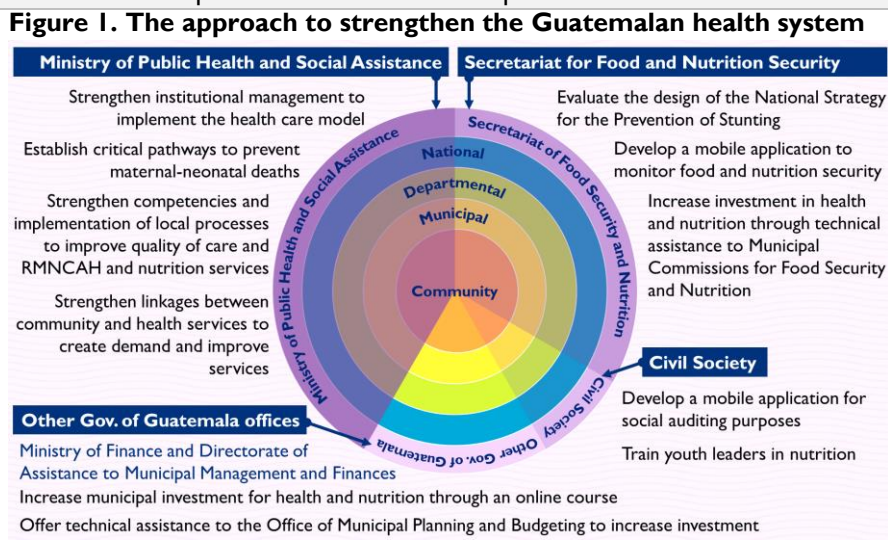 Figure 1. The approach to strengthen the Guatemalan health system
Ministry of Public Health and Social Assistance
Strengthen institutional management to
implement the health care model
Establish critical pathways to prevent
maternal-neonatal deaths
Strengthen competencies and
implementation of local processes
to improve quality of care and
RMNCAH and nutrition services
Strengthen linkages between
community and health services to
create demand and improve
services
Secretariat for Food and Nutrition Security
Evaluate the design of the National Strategy
for the Prevention of Stunting
Develop a mobile application to
monitor food and nutrition security
Increase investment in health
and nutrition through technical
assistance to Municipal
Commissions for Food Security
and Nutrition
Ministry of Public Health and Social Assistance
Secretariat of Food Security and Nutrition
Civil Society
Other Gov. of Guatemala
National
Departmental
Municipal
Community
Civil Society
Develop a mobile application for
social auditing purposes
Train youth leaders in nutrition
Other Gov. of Guatemala offices
Ministry of Finance and Directorate of
Assistance to Municipal Management and Finances
Increase municipal investment for health and nutrition through an online course
Offer technical assistance to the Office of Municipal Planning and Budgeting to increase investment